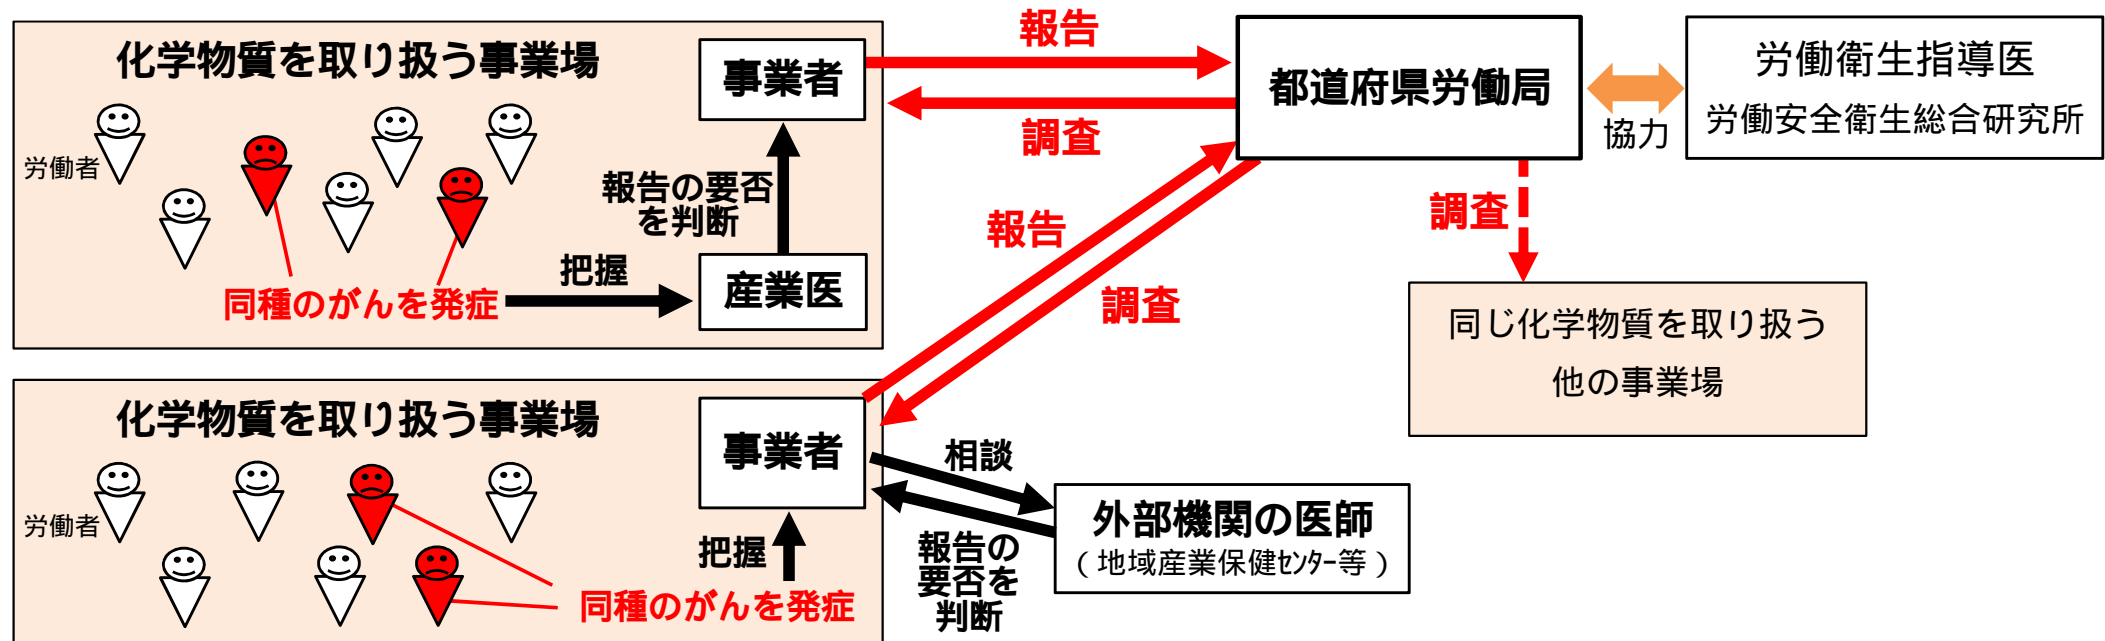 化学物質を取り扱う事業場
労働者
同種のがんを発症
把握
産業医
報告の要否
を判断
事業者
報告
調査
都道府県労働局
協力
労働衛生指導医
労働安全衛生総合研究所
調査
同じ化学物質を取り扱う
他の事業場
化学物質を取り扱う事業場
労働者
同種のがんを発症
把握
事業者
報告
調査
相談
外部機関の医師
(地域産業保健ｾﾝﾀｰ等)
報告の
要否を
判断